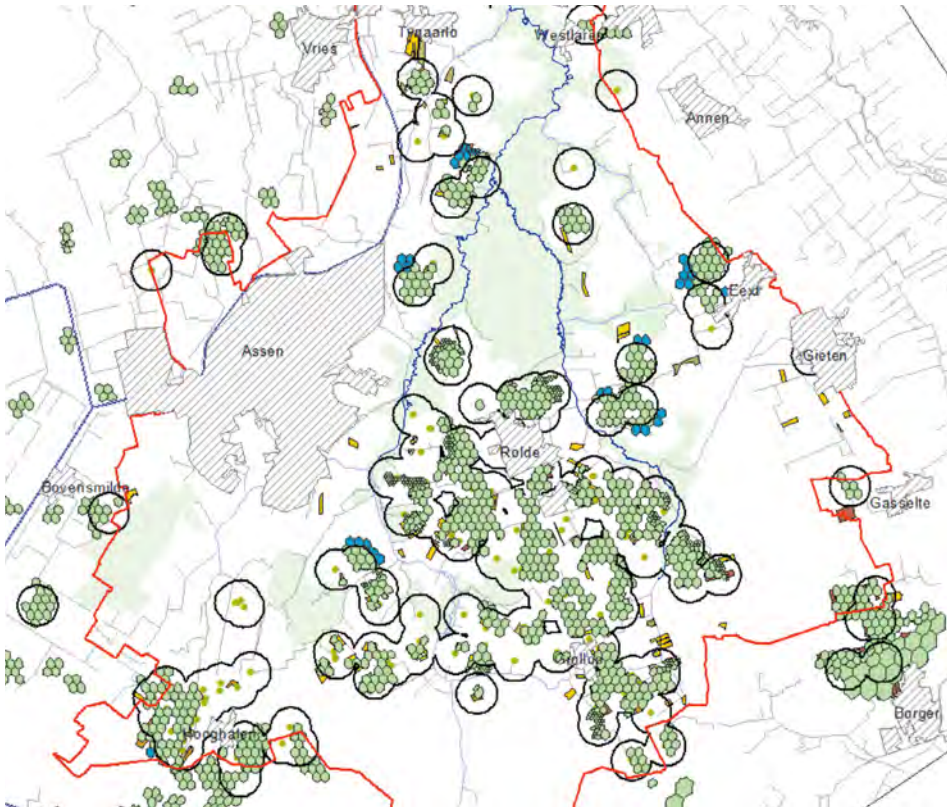 Tynaarlo
Vries
Westlaren
Annen
Eext
Assen
Gieten
Rolde
Bovensmilde
Gasselte
Grolloo
Borger
Hooghalen